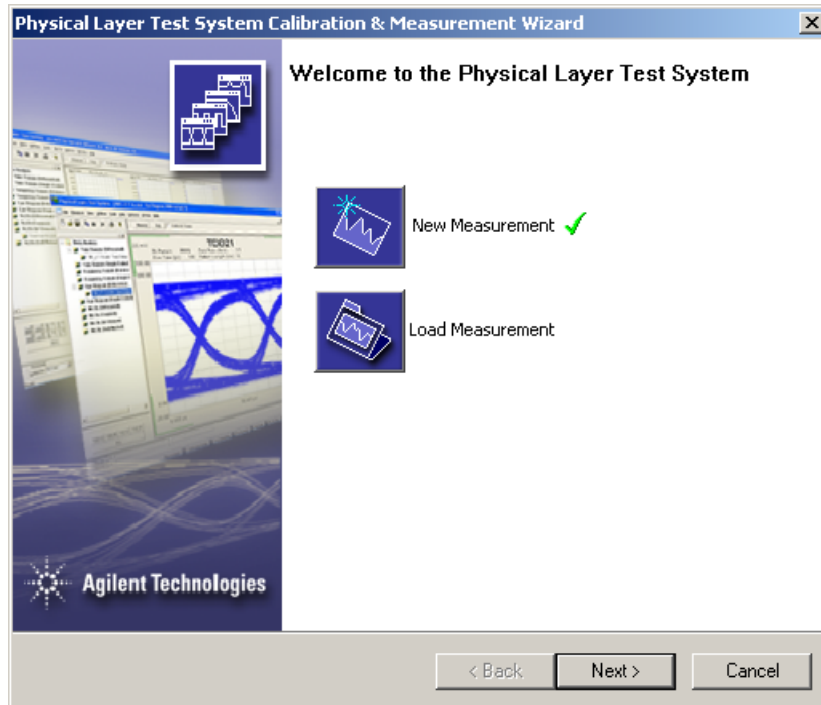 Physical Layer Test System Calibration & Measurement Wizard
Welcome to the Physical Layer Test System
New Measurement
Load Measurement
Agilent Technologies
< Back
Next >
Cancel